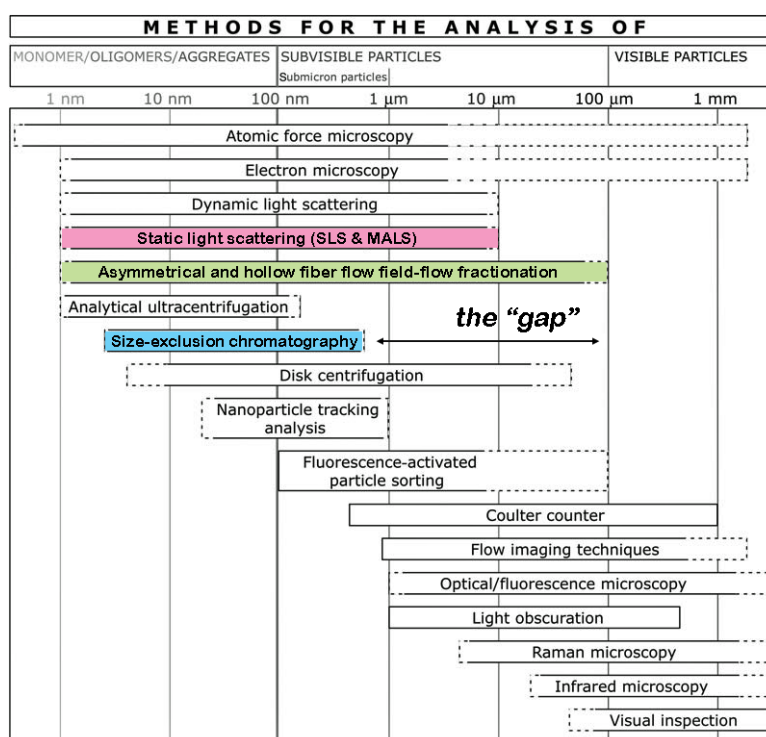 METHODS FOR THE ANALYSIS OF
MONOMER/OLIGOMERS/AGGREGATES SUBVISIBLE PARTICLES VISIBLE PARTICLES
Submicron particles
1 nm 10 nm 100 nm 1 µm 10 µm 100 µm 1 mm
Atomic force microscopy
Electron microscopy
Dynamic light scattering
Static light scattering (SLS & MALS)
Asymmetrical and hollow fiber flow field-flow fractionation
Analytical ultracentrifugation
the “gap”
Size-exclusion chromatography
Disk centrifugation
Nanoparticle tracking
analysis
Fluorescence-activated
particle sorting
Coulter counter
Flow imaging techniques
Optical/fluorescence microscopy
Light obscuration
Raman microscopy
Infrared microscopy
Visual inspection